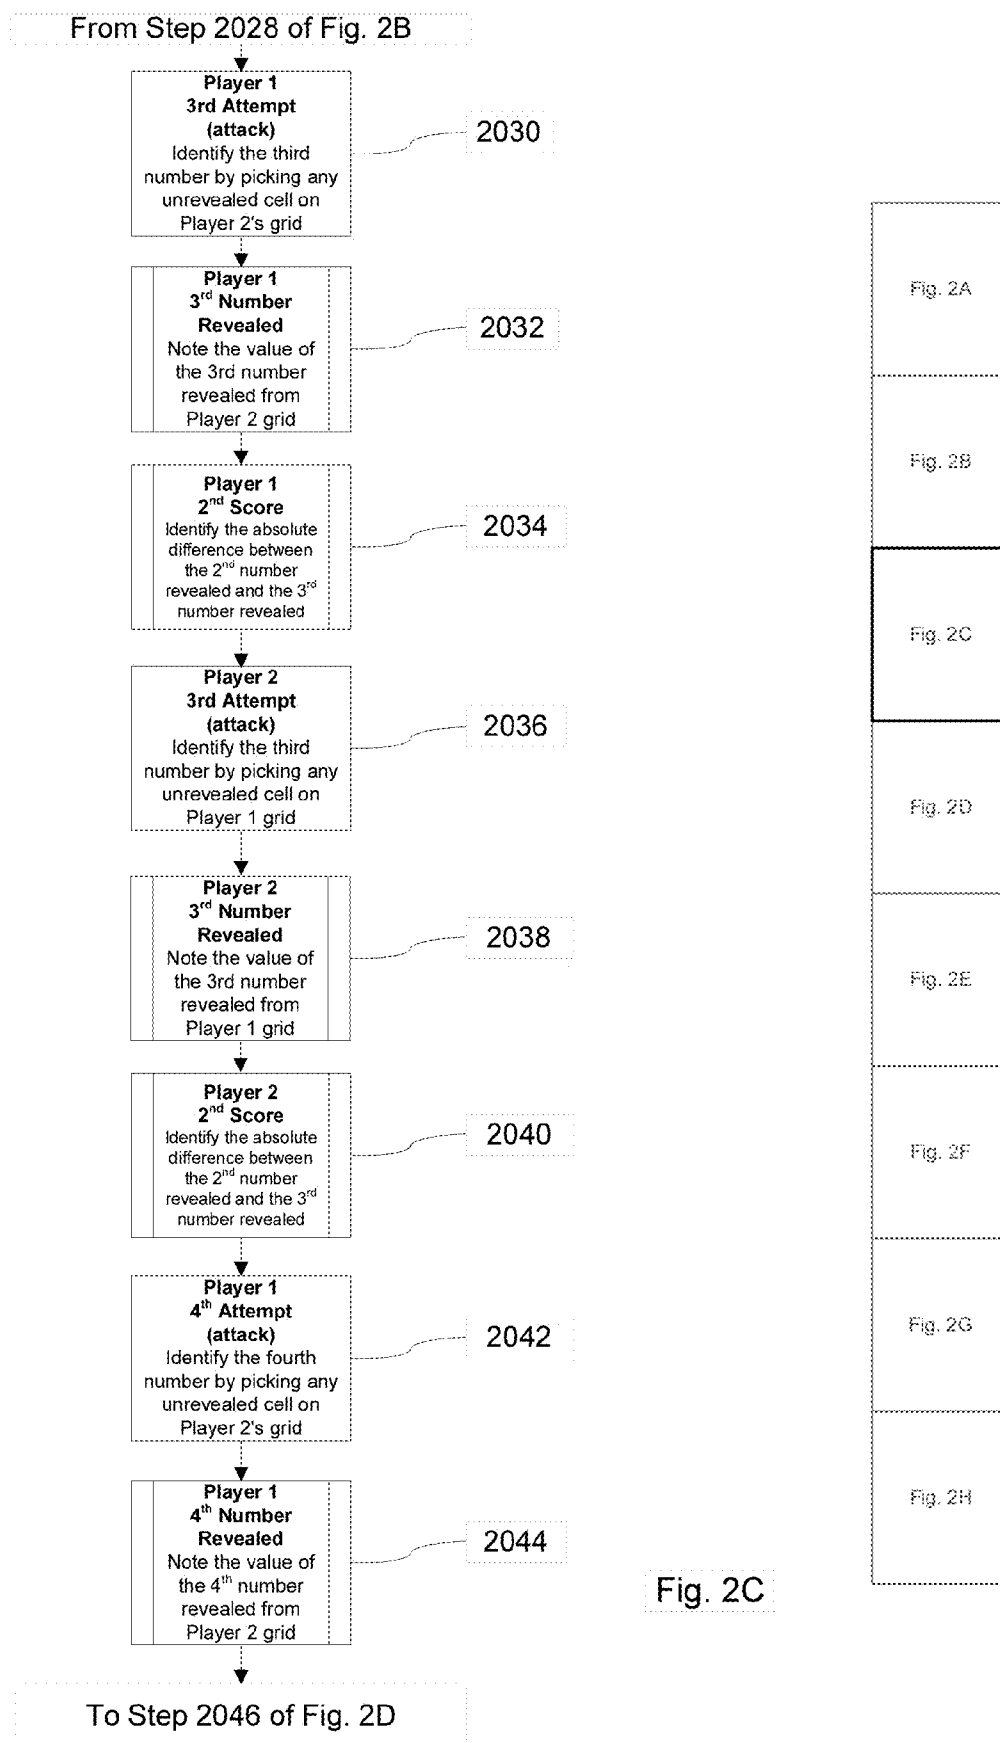 From Step 2028 of Fig. 2B
Player 1
3rd Attempt
(attack)
Identify the third
number by picking any
unrevealed cell on
Player 2's grid
2030
Player 1
3rd Number
Revealed
Note the value of
the 3rd number
revealed from
Player 2 grid
2032
Player 1
2nd Score
Identify the absolute
difference between
the 2nd number
revealed and the 3rd
number revealed
2034
Player 2
3rd Attempt
(attack)
Identify the third
number by picking any
unrevealed cell on
Player 1 grid
2036
Player 2
3rd Number
Revealed
Note the value of
the 3rd number
revealed from
Player 1 grid
2038
Player 2
2nd Score
Identify the absolute
difference between
the 2nd number
revealed and the 3rd
number revealed
2040
Player 1
4th Attempt
(attack)
Identify the fourth
number by picking any
unrevealed cell on
Player 2's grid
2042
Player 1
4th Number
Revealed
Note the value of
the 4th number
revealed from
Player 2 grid
2044
To Step 2046 of Fig. 2D
Fig. 2C
Fig. 2A
Fig. 2B
Fig. 2C
Fig. 2D
Fig. 2E
Fig. 2F
Fig. 2G
Fig. 2H